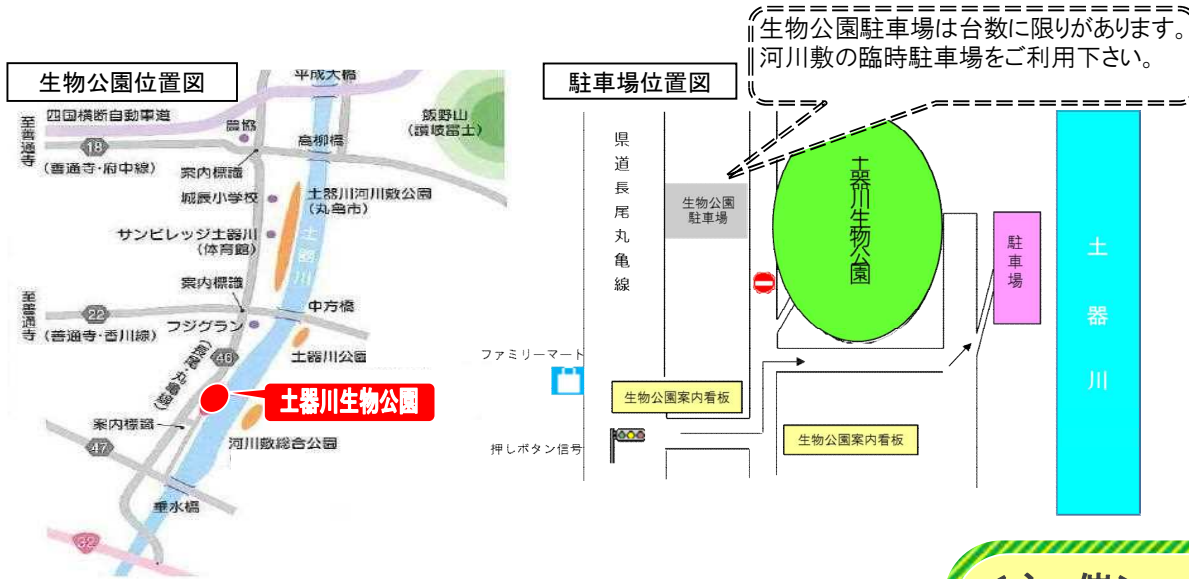 生物公園駐車場は台数に限りがあります。
河川敷の臨時駐車場をご利用下さい。
生物公園位置図
平成大橋
四国横断自動車道
至善通寺
農協
飯野山
(讃岐富士)
18
高柳橋
(善通寺・府中線)
案内標識
城辰小学校
土器川河川敷公園
(丸亀市)
サンビレッジ土器川
(体育館)
土器川
案内標識
至善通寺
22
中方橋
(善通寺・香川線)
フジグラン
46
(長尾・丸亀線)
土器川公園
土器川生物公園
案内標識
河川敷総合公園
47
垂水橋
32
駐車場位置図
県道長尾丸亀線
生物公園
駐車場
土器川生物公園
駐車場
土器川
ファミリーマート
生物公園案内看板
押しボタン信号
生物公園案内看板